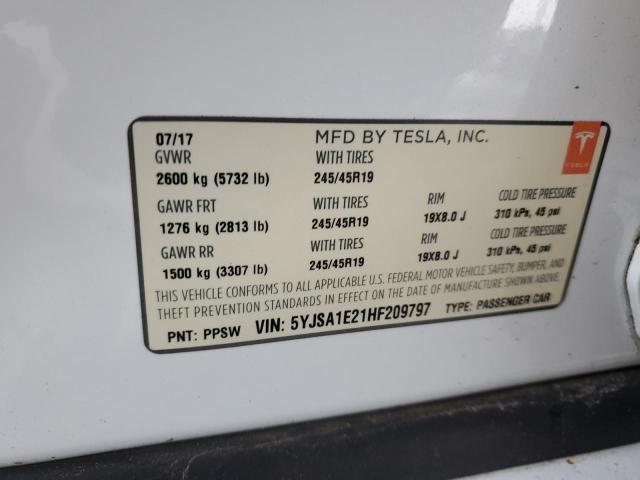 07/17 MFD BY TESLA, INC.
GVWR WITH TIRES
2600 kg (5732 lb) 245/45R19
GAWR FRT WITH TIRES RIM COLD TIRE PRESSURE
1276 kg (2813 lb) 245/45R19 19X8.0 J 310 kPs, 45 psi
GAWR RR WITH TIRES RIM COLD TIRE PRESSURE
1500 kg (3307 lb) 245/45R19 19X8.0 J 310 kPs, 45 psi
THIS VEHICLE CONFORMS TO ALL APPLICABLE U.S. FEDERAL MOTOR VEHICLE SAFETY, BUMPER, AND
THEFT PREVENTION STANDARDS IN EFFECT ON THE DATE OF MANUFACTURE SHOWN ABOVE.
PNT: PPSW VIN: 5YJSA1E21HF209797 TYPE: PASSENGER CAR
TESLA